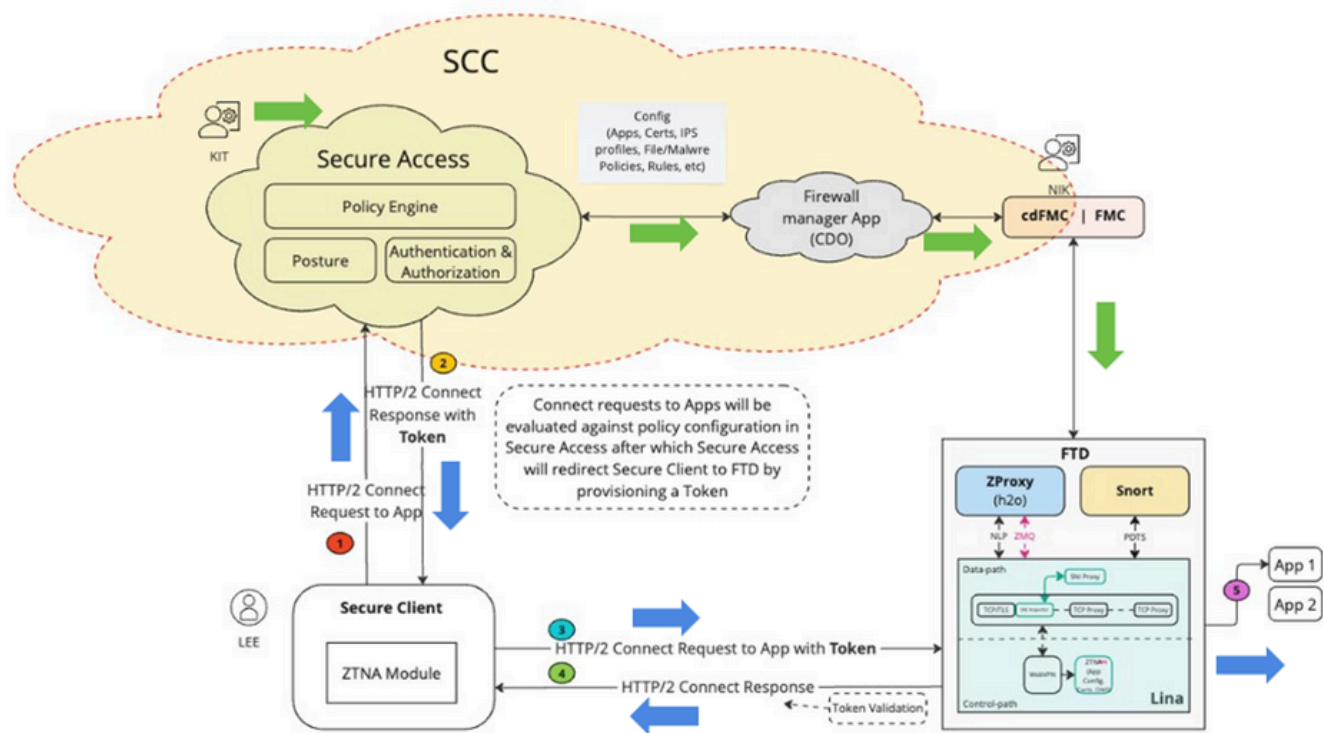 SCC
KIT
Secure Access
Policy Engine
Posture
Authentication &
Authorization
Config
(Apps, Certs, IPS
profiles, File/Malwre
Policies, Rules, etc)
Firewall
manager App
(CDO)
NIK
cdFMC | FMC
2
HTTP/2 Connect
Response with
Token
HTTP/2 Connect
Request to App
1
Connect requests to Apps will be
evaluated against policy configuration in
Secure Access after which Secure Access
will redirect Secure Client to FTD by
provisioning a Token
FTD
ZProxy
(h2o)
Snort
NLP
ZMQ
PDTS
Data-path
SNI Proxy
TCP/TLS
TCP Proxy
TCP Proxy
WebVPN
(App
Config,
Control-path
Lina
5
App 1
App 2
LEE
Secure Client
ZTNA Module
3
HTTP/2 Connect Request to App with Token
4
HTTP/2 Connect Response
Token Validation